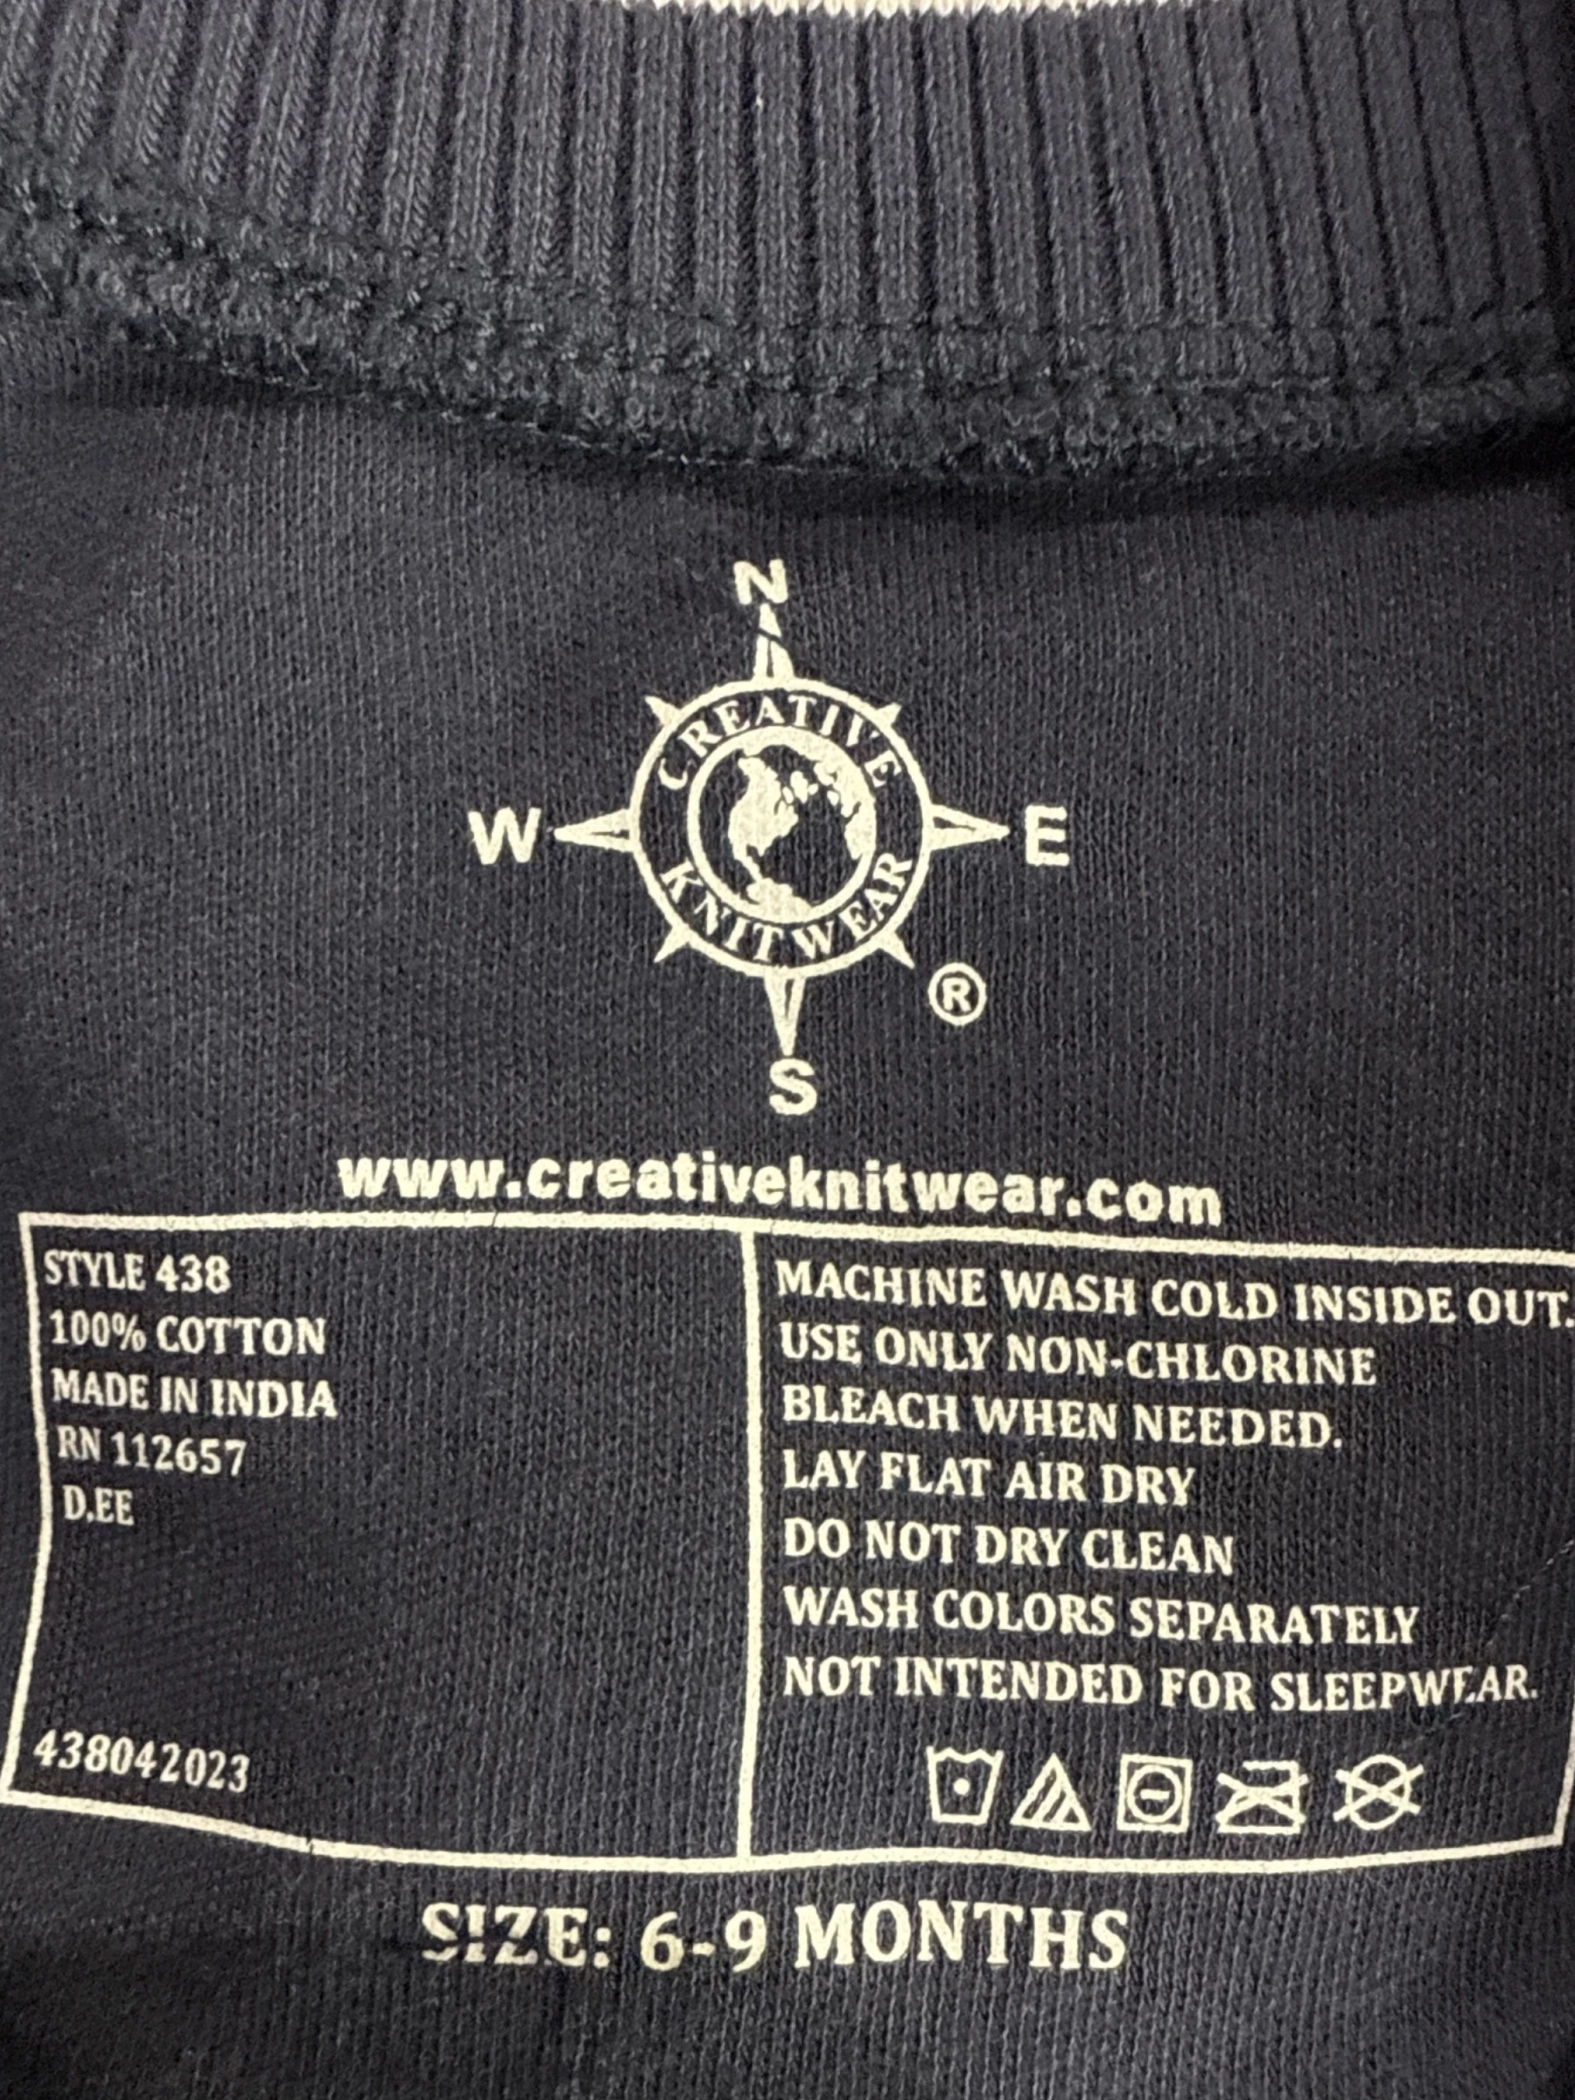 N
CREATIVE
W E
KNITWEAR
®
S
www.creativeknitwear.com
STYLE 438
100% COTTON
MADE IN INDIA
RN 112657
D.EE
438042023
MACHINE WASH COLD INSIDE OUT.
USE ONLY NON-CHLORINE
BLEACH WHEN NEEDED.
LAY FLAT AIR DRY
DO NOT DRY CLEAN
WASH COLORS SEPARATELY
NOT INTENDED FOR SLEEPWEAR.
SIZE: 6-9 MONTHS